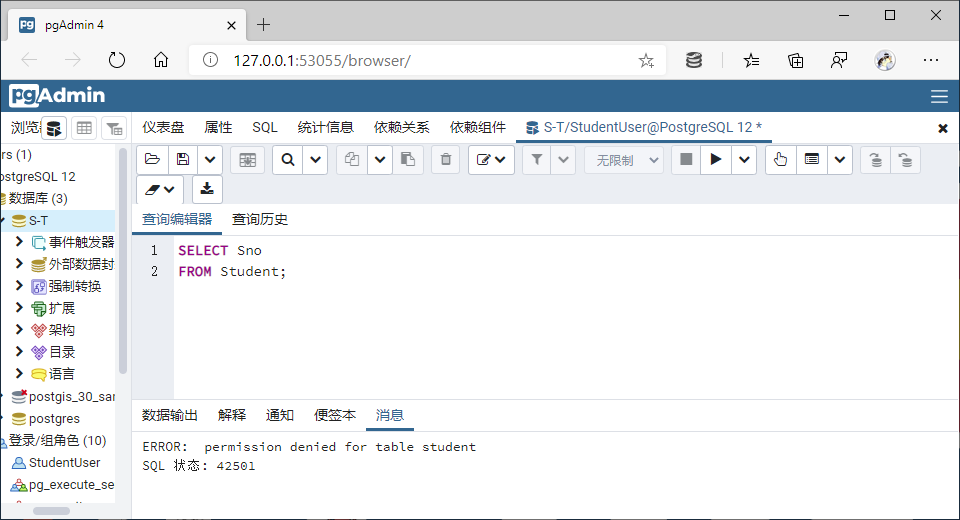 pgAdmin 4
127.0.0.1:53055/browser/
pgAdmin
浏览器
仪表盘 属性 SQL 统计信息 依赖关系 依赖组件 S-T/StudentUser@PostgreSQL 12 *
rs (1)
ostgreSQL 12
数据库 (3)
S-T
事件触发器
外部数据封
强制转换
扩展
架构
目录
语言
postgis_30_sar
postgres
登录/组角色 (10)
StudentUser
pg_execute_se
无限制
查询编辑器 查询历史
1 SELECT Sno
2 FROM Student;
数据输出 解释 通知 便签本 消息
ERROR:  permission denied for table student
SQL 状态: 42501